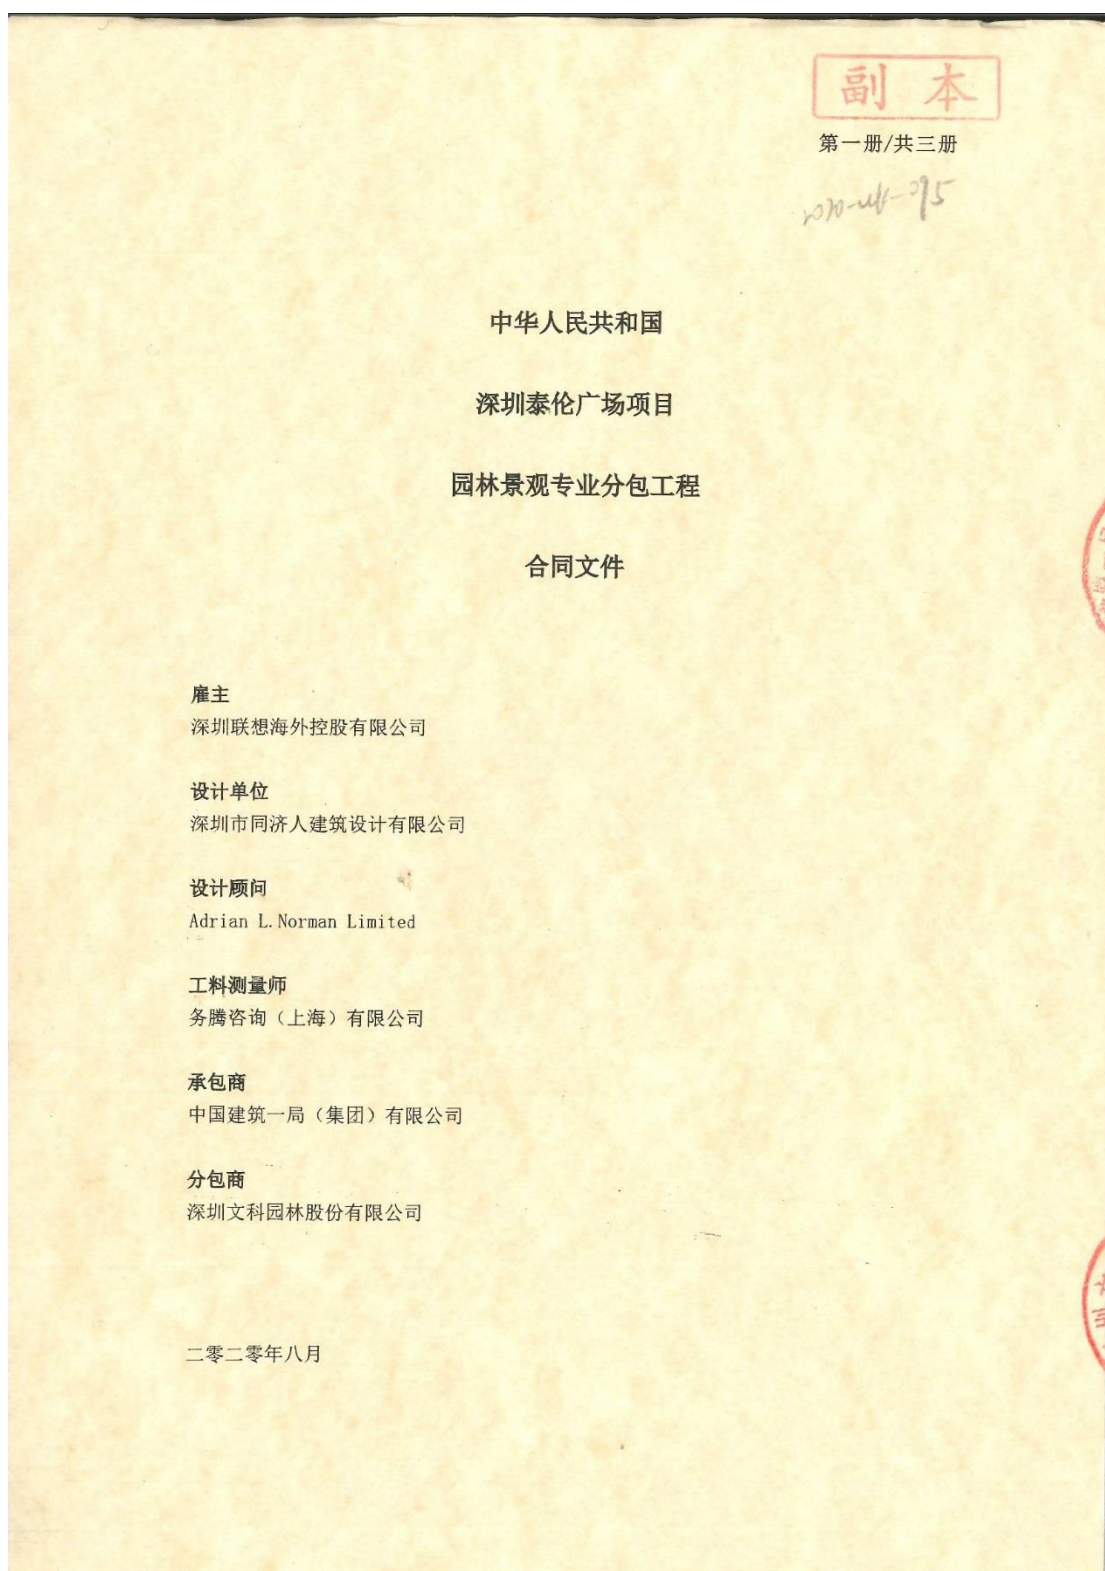 副 本
第一册/共三册
中华人民共和国
深圳泰伦广场项目
园林景观专业分包工程
合同文件
雇主
深圳联想海外控股有限公司
设计单位
深圳市同济人建筑设计有限公司
设计顾问
Adrian L.Norman Limited
工料测量师
务腾咨询（上海）有限公司
承包商
中国建筑一局（集团）有限公司
分包商
深圳文科园林股份有限公司
二零二零年八月